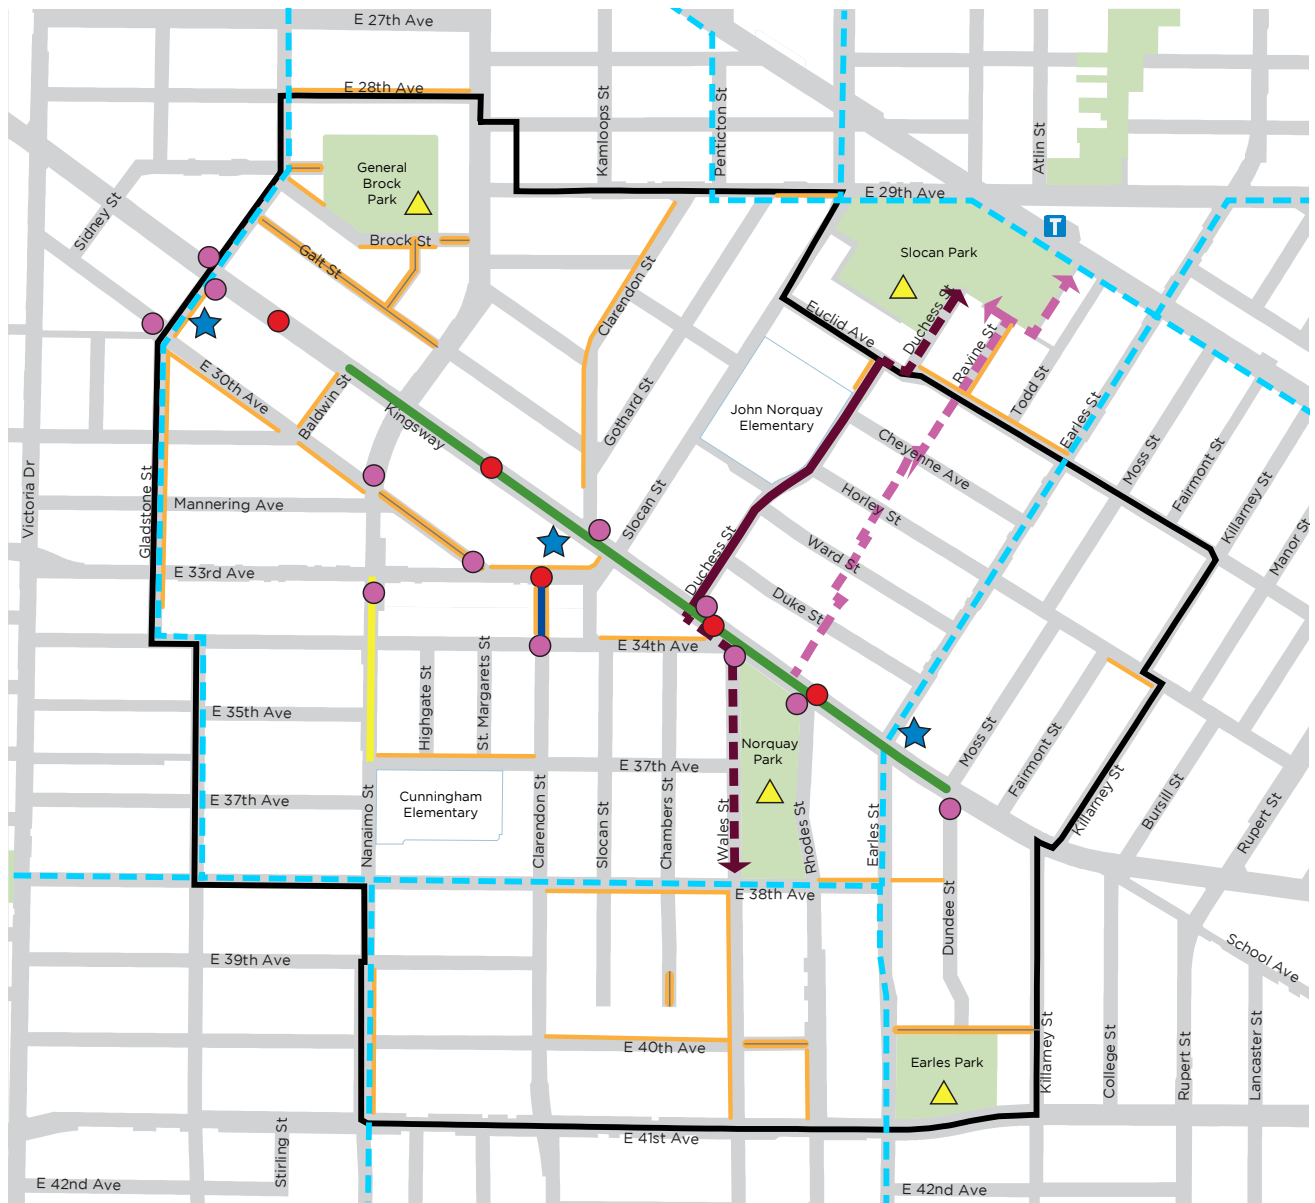 E 27th Ave
E 28th Ave
Kamloops St
Penticton St
Atlin St
General
Brock
Park
E 29th Ave
Sidney St
T
Brock St
Slocan Park
Galt St
Clarendon St
Duchess St
Euclid Ave
Ravine St
Todd St
E 30th Ave
Baldwin St
Kingsway
Gothard St
John Norquay
Elementary
Earles St
Cheyenne Ave
Moss St
Fairmont St
Killarney St
Manor St
Victoria Dr
Gladstone St
Mannering Ave
Slocan St
Horley St
Ward St
Duchess St
E 33rd Ave
Duke St
E 34th Ave
Highgate St
St. Margarets St
E 35th Ave
Moss St
Fairmont St
Norquay
Park
E 37th Ave
E 37th Ave
Cunningham
Elementary
Nanaimo St
Clarendon St
Slocan St
Chambers St
Wales St
Rhodes St
Earles St
Killarney St
Bursill St
Rupert St
E 38th Ave
Dundee St
School Ave
E 39th Ave
E 40th Ave
Earles Park
Killarney St
College St
Rupert St
Lancaster St
E 41st Ave
Stirling St
E 42nd Ave
E 42nd Ave